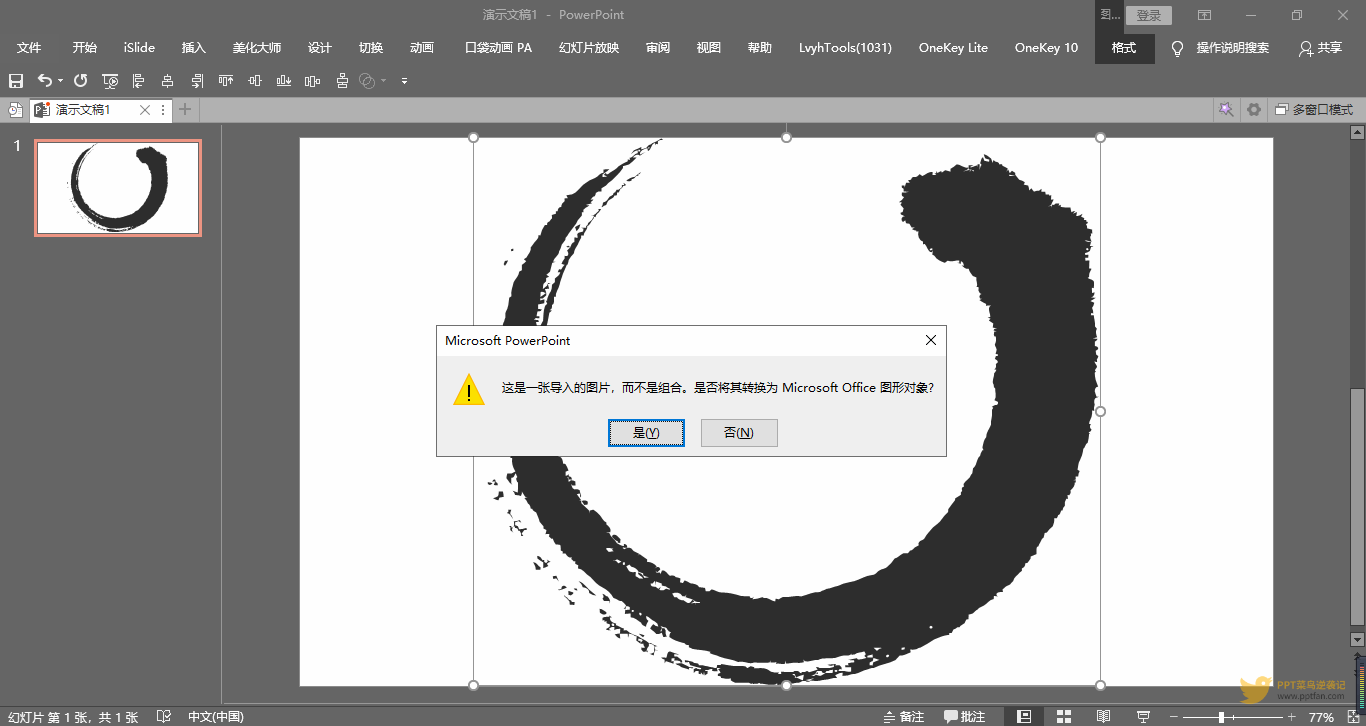 演示文稿1 - PowerPoint
图...
登录
文件 开始 iSlide 插入 美化大师 设计 切换 动画 口袋动画 PA 幻灯片放映 审阅 视图 帮助 LvyhTools(1031) OneKey Lite OneKey 10 格式 操作说明搜索 共享
演示文稿1
多窗口模式
1
Microsoft PowerPoint
这是一张导入的图片，而不是组合。是否将其转换为 Microsoft Office 图形对象?
是(Y) 否(N)
PPT菜鸟逆袭记
www.pptfan.com
幻灯片 第 1 张，共 1 张 中文(中国) 备注 批注 77%